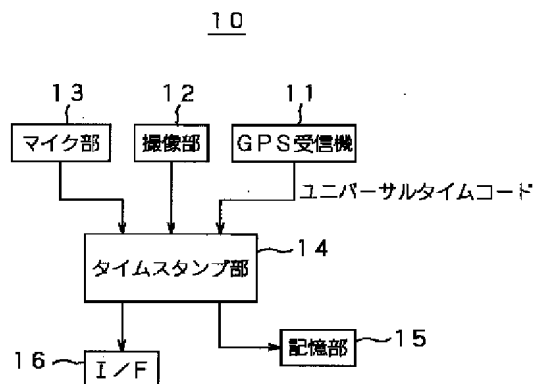 10
13
12
11
マイク部
撮像部
GPS受信機
ユニバーサルタイムコード
タイムスタンプ部
14
16
I/F
記憶部
15